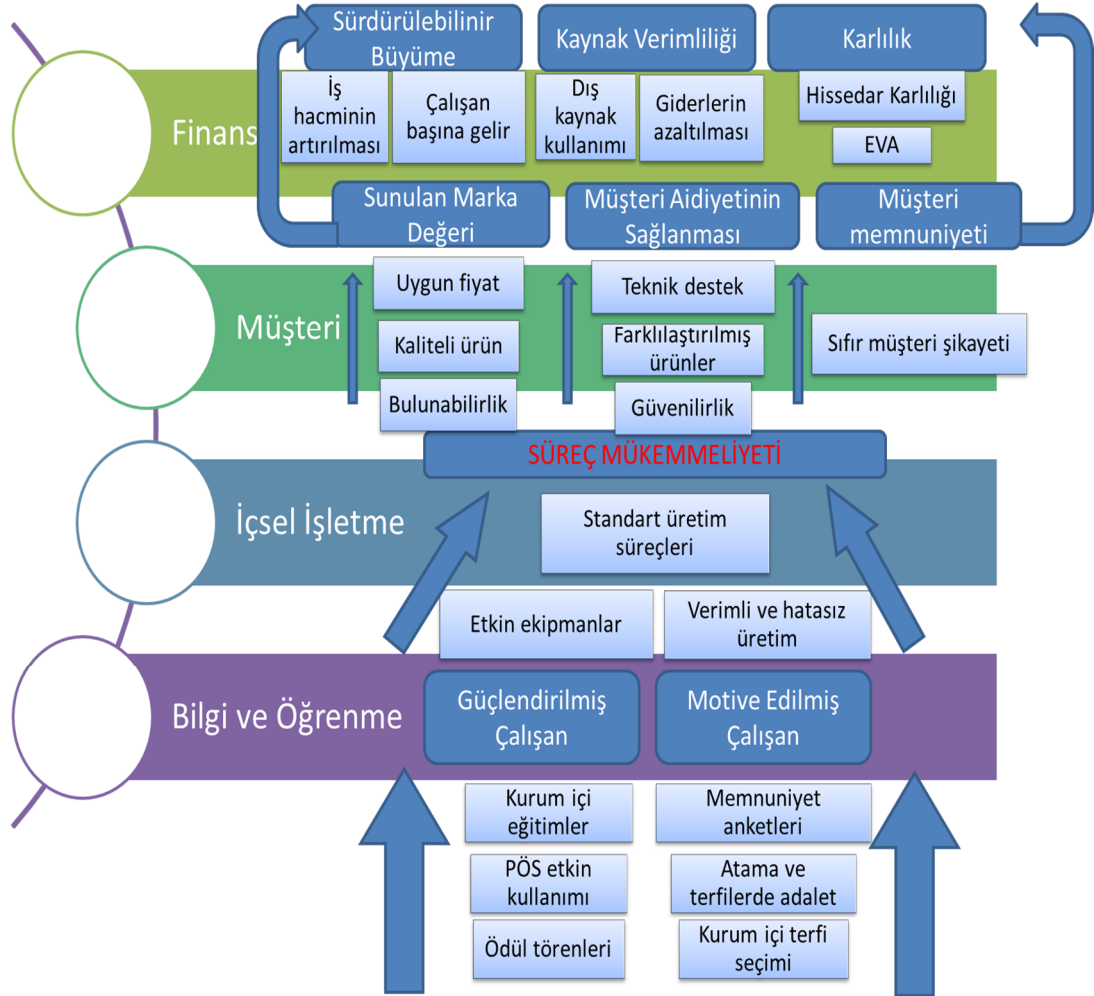 Sürdürülebilinir
Büyüme
Kaynak Verimliliği
Karlılık
Finans
İş
hacminin
artırılması
Çalışan
başına gelir
Dış
kaynak
kullanımı
Giderlerin
azaltılması
Hissedar Karlılığı
EVA
Sunulan Marka
Değeri
Müşteri Aidiyetinin
Sağlanması
Müşteri
memnuniyeti
Müşteri
Uygun fiyat
Kaliteli ürün
Bulunabilirlik
Teknik destek
Farklılaştırılmış
ürünler
Güvenilirlik
Sıfır müşteri şikayeti
SÜREÇ MÜKEMMELİYETİ
İçsel İşletme
Standart üretim
süreçleri
Etkin ekipmanlar
Verimli ve hatasız
üretim
Bilgi ve Öğrenme
Güçlendirilmiş
Çalışan
Motive Edilmiş
Çalışan
Kurum içi
eğitimler
Memnuniyet
anketleri
PÖS etkin
kullanımı
Atama ve
terfilerde adalet
Ödül törenleri
Kurum içi terfi
seçimi